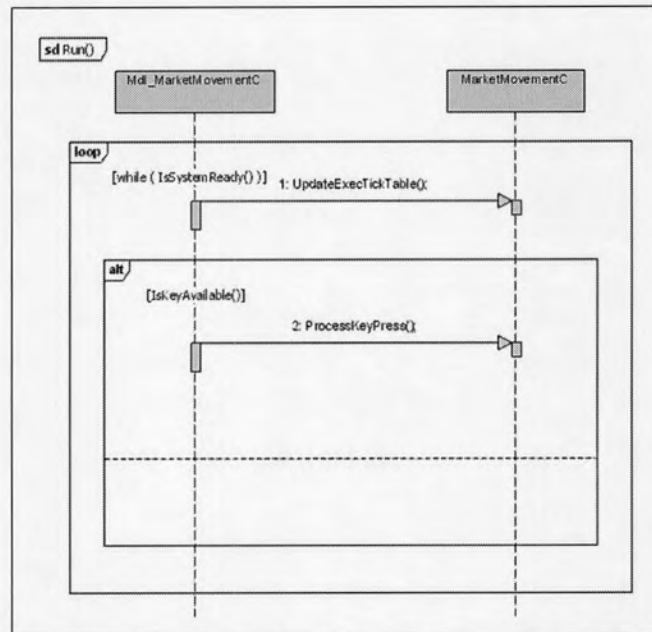 sd Run()
Mdl_MarketMovementC
MarketMovementC
loop
[while ( IsSystemReady() )]
1: UpdateExecTickTable();
alt
[IsKeyAvailable()]
2: ProcessKeyPress();